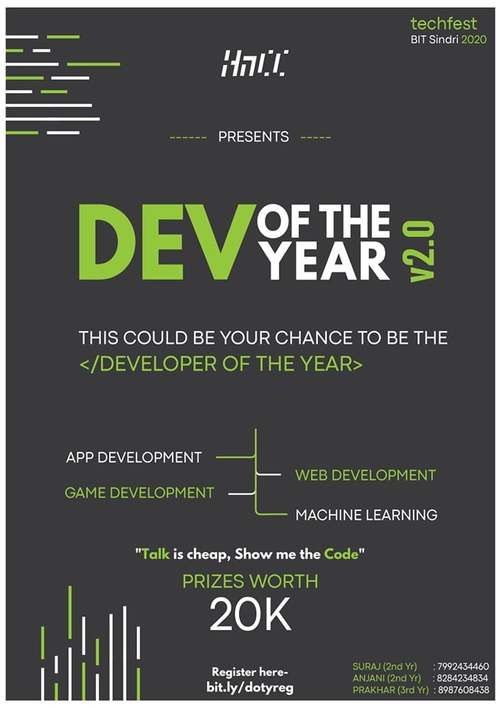 techfest
BIT Sindri 2020
HnCC
PRESENTS
DEV OF THE
YEAR
v2.0
THIS COULD BE YOUR CHANCE TO BE THE
</DEVELOPER OF THE YEAR>
APP DEVELOPMENT
WEB DEVELOPMENT
GAME DEVELOPMENT
MACHINE LEARNING
"Talk is cheap, Show me the Code"
PRIZES WORTH
20K
Register here-
bit.ly/dotyreg
SURAJ (2nd Yr) : 7992434460
ANJANI (2nd Yr) : 8284234834
PRAKHAR (3rd Yr) : 8987608438